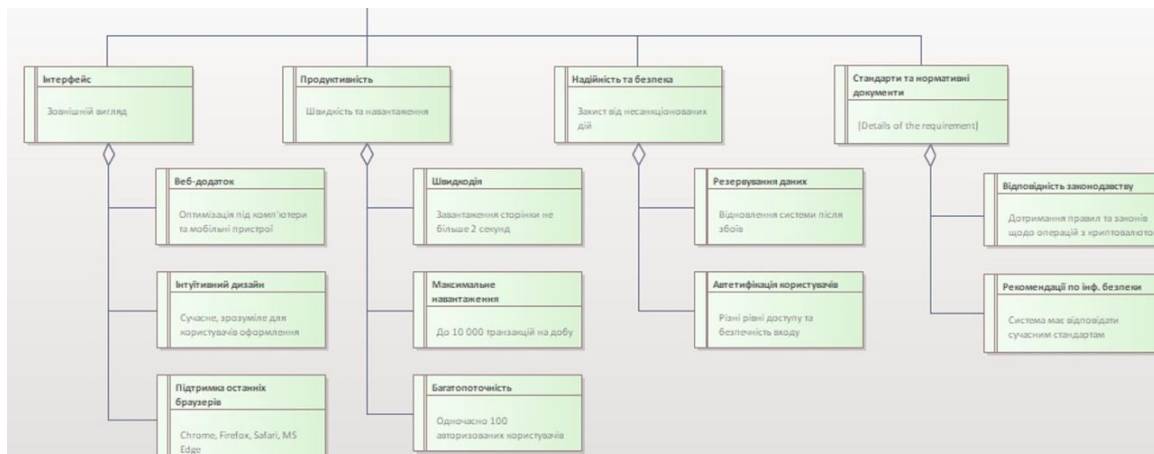 Інтерфейс
Зовнішній вигляд
Продуктивність
Швидкість та навантаження
Надійність та безпека
Захист від несанкціонованих
дій
Стандарти та нормативні
документи
(Details of the requirement)
Веб-додаток
Оптимізація під комп'ютери
та мобільні пристрої
Швидкодія
Завантаження сторінки не
більше 2 секунд
Резервування даних
Відновлення системи після
збоїв
Відповідність законодавству
Дотримання правил та законів
щодо операцій з криптовалюто
Інтуїтивний дизайн
Сучасне, зрозуміле для
користувачів оформлення
Максимальне
навантаження
До 10 000 транзакцій на добу
Автетифікація користувачів
Різні рівні доступу та
безпечність входу
Рекомендації по інф. безпеки
Система має відповідати
сучасним стандартам
Підтримка останніх
браузерів
Chrome, Firefox, Safari, MS
Edge
Багатопоточність
Одночасно 100
авторизованих користувачів